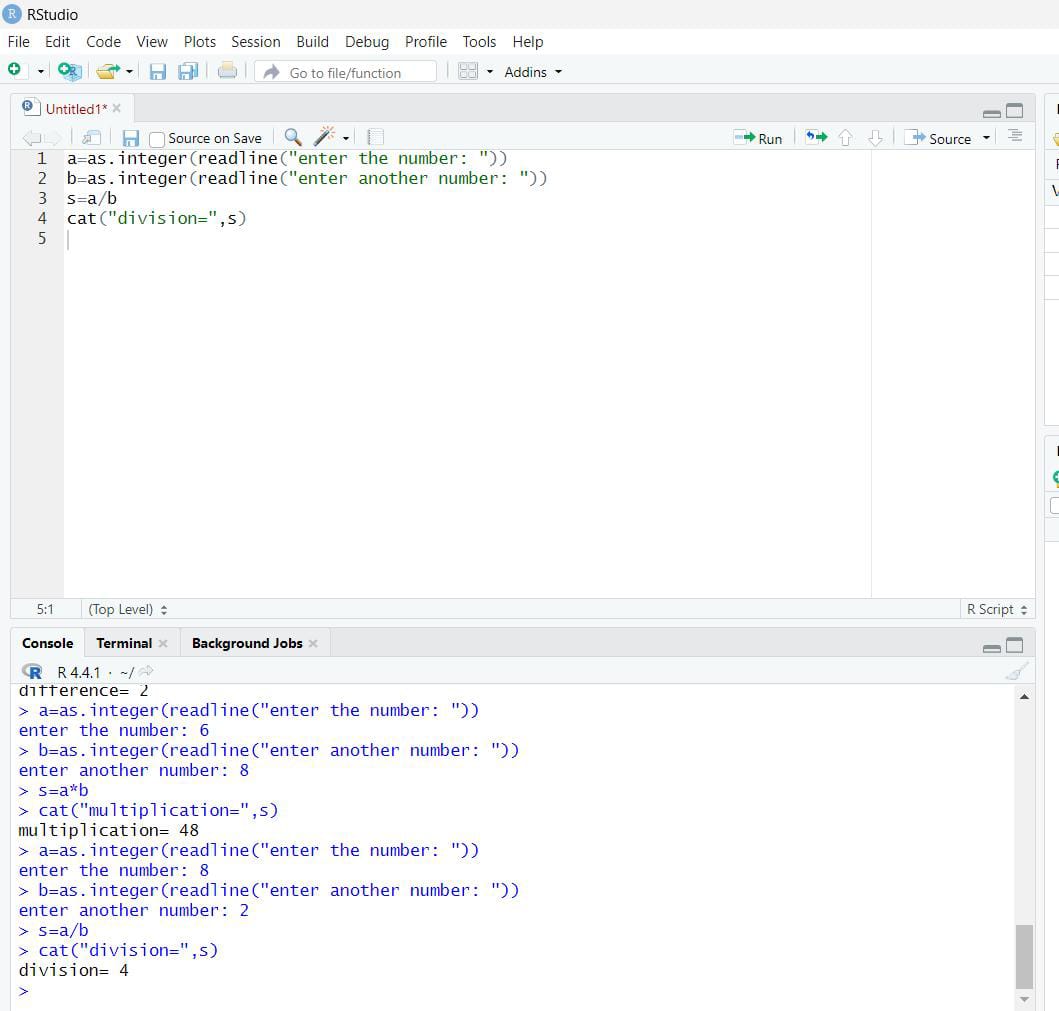 RStudio
File Edit Code View Plots Session Build Debug Profile Tools Help
Go to file/function Addins
Untitled1*
Source on Save Run Source
1 a=as.integer(readline("enter the number: "))
2 b=as.integer(readline("enter another number: "))
3 s=a/b
4 cat("division=",s)
5
5:1 (Top Level) R Script
Console Terminal Background Jobs
R R 4.4.1 · ~/
difference= 2
> a=as.integer(readline("enter the number: "))
enter the number: 6
> b=as.integer(readline("enter another number: "))
enter another number: 8
> s=a*b
> cat("multiplication=",s)
multiplication= 48
> a=as.integer(readline("enter the number: "))
enter the number: 8
> b=as.integer(readline("enter another number: "))
enter another number: 2
> s=a/b
> cat("division=",s)
division= 4
>